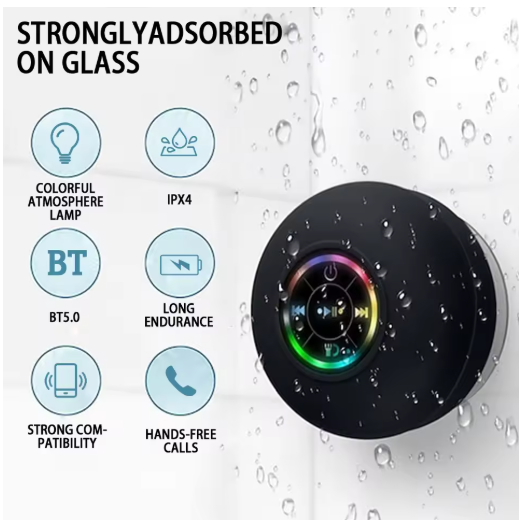 STRONGLYADSORBED
ON GLASS
COLORFUL
ATMOSPHERE
LAMP
IPX4
BT
BT5.0
LONG
ENDURANCE
STRONG COM-
PATIBILITY
HANDS-FREE
CALLS